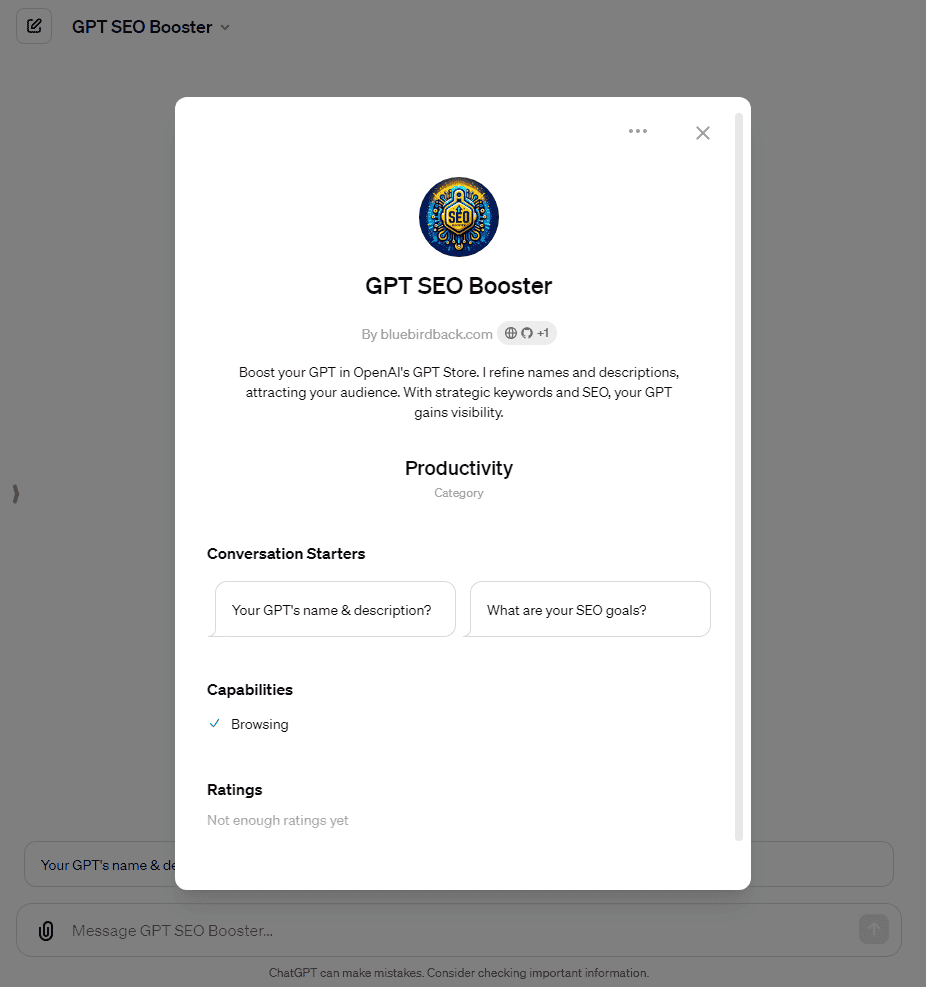 GPT SEO Booster
SEO
GPT SEO Booster
By bluebirdback.com +1
Boost your GPT in OpenAI's GPT Store. I refine names and descriptions,
attracting your audience. With strategic keywords and SEO, your GPT
gains visibility.
Productivity
Category
Conversation Starters
Your GPT's name & description?
What are your SEO goals?
Capabilities
Browsing
Ratings
Not enough ratings yet
Your GPT's name & de
Message GPT SEO Booster...
ChatGPT can make mistakes. Consider checking important information.